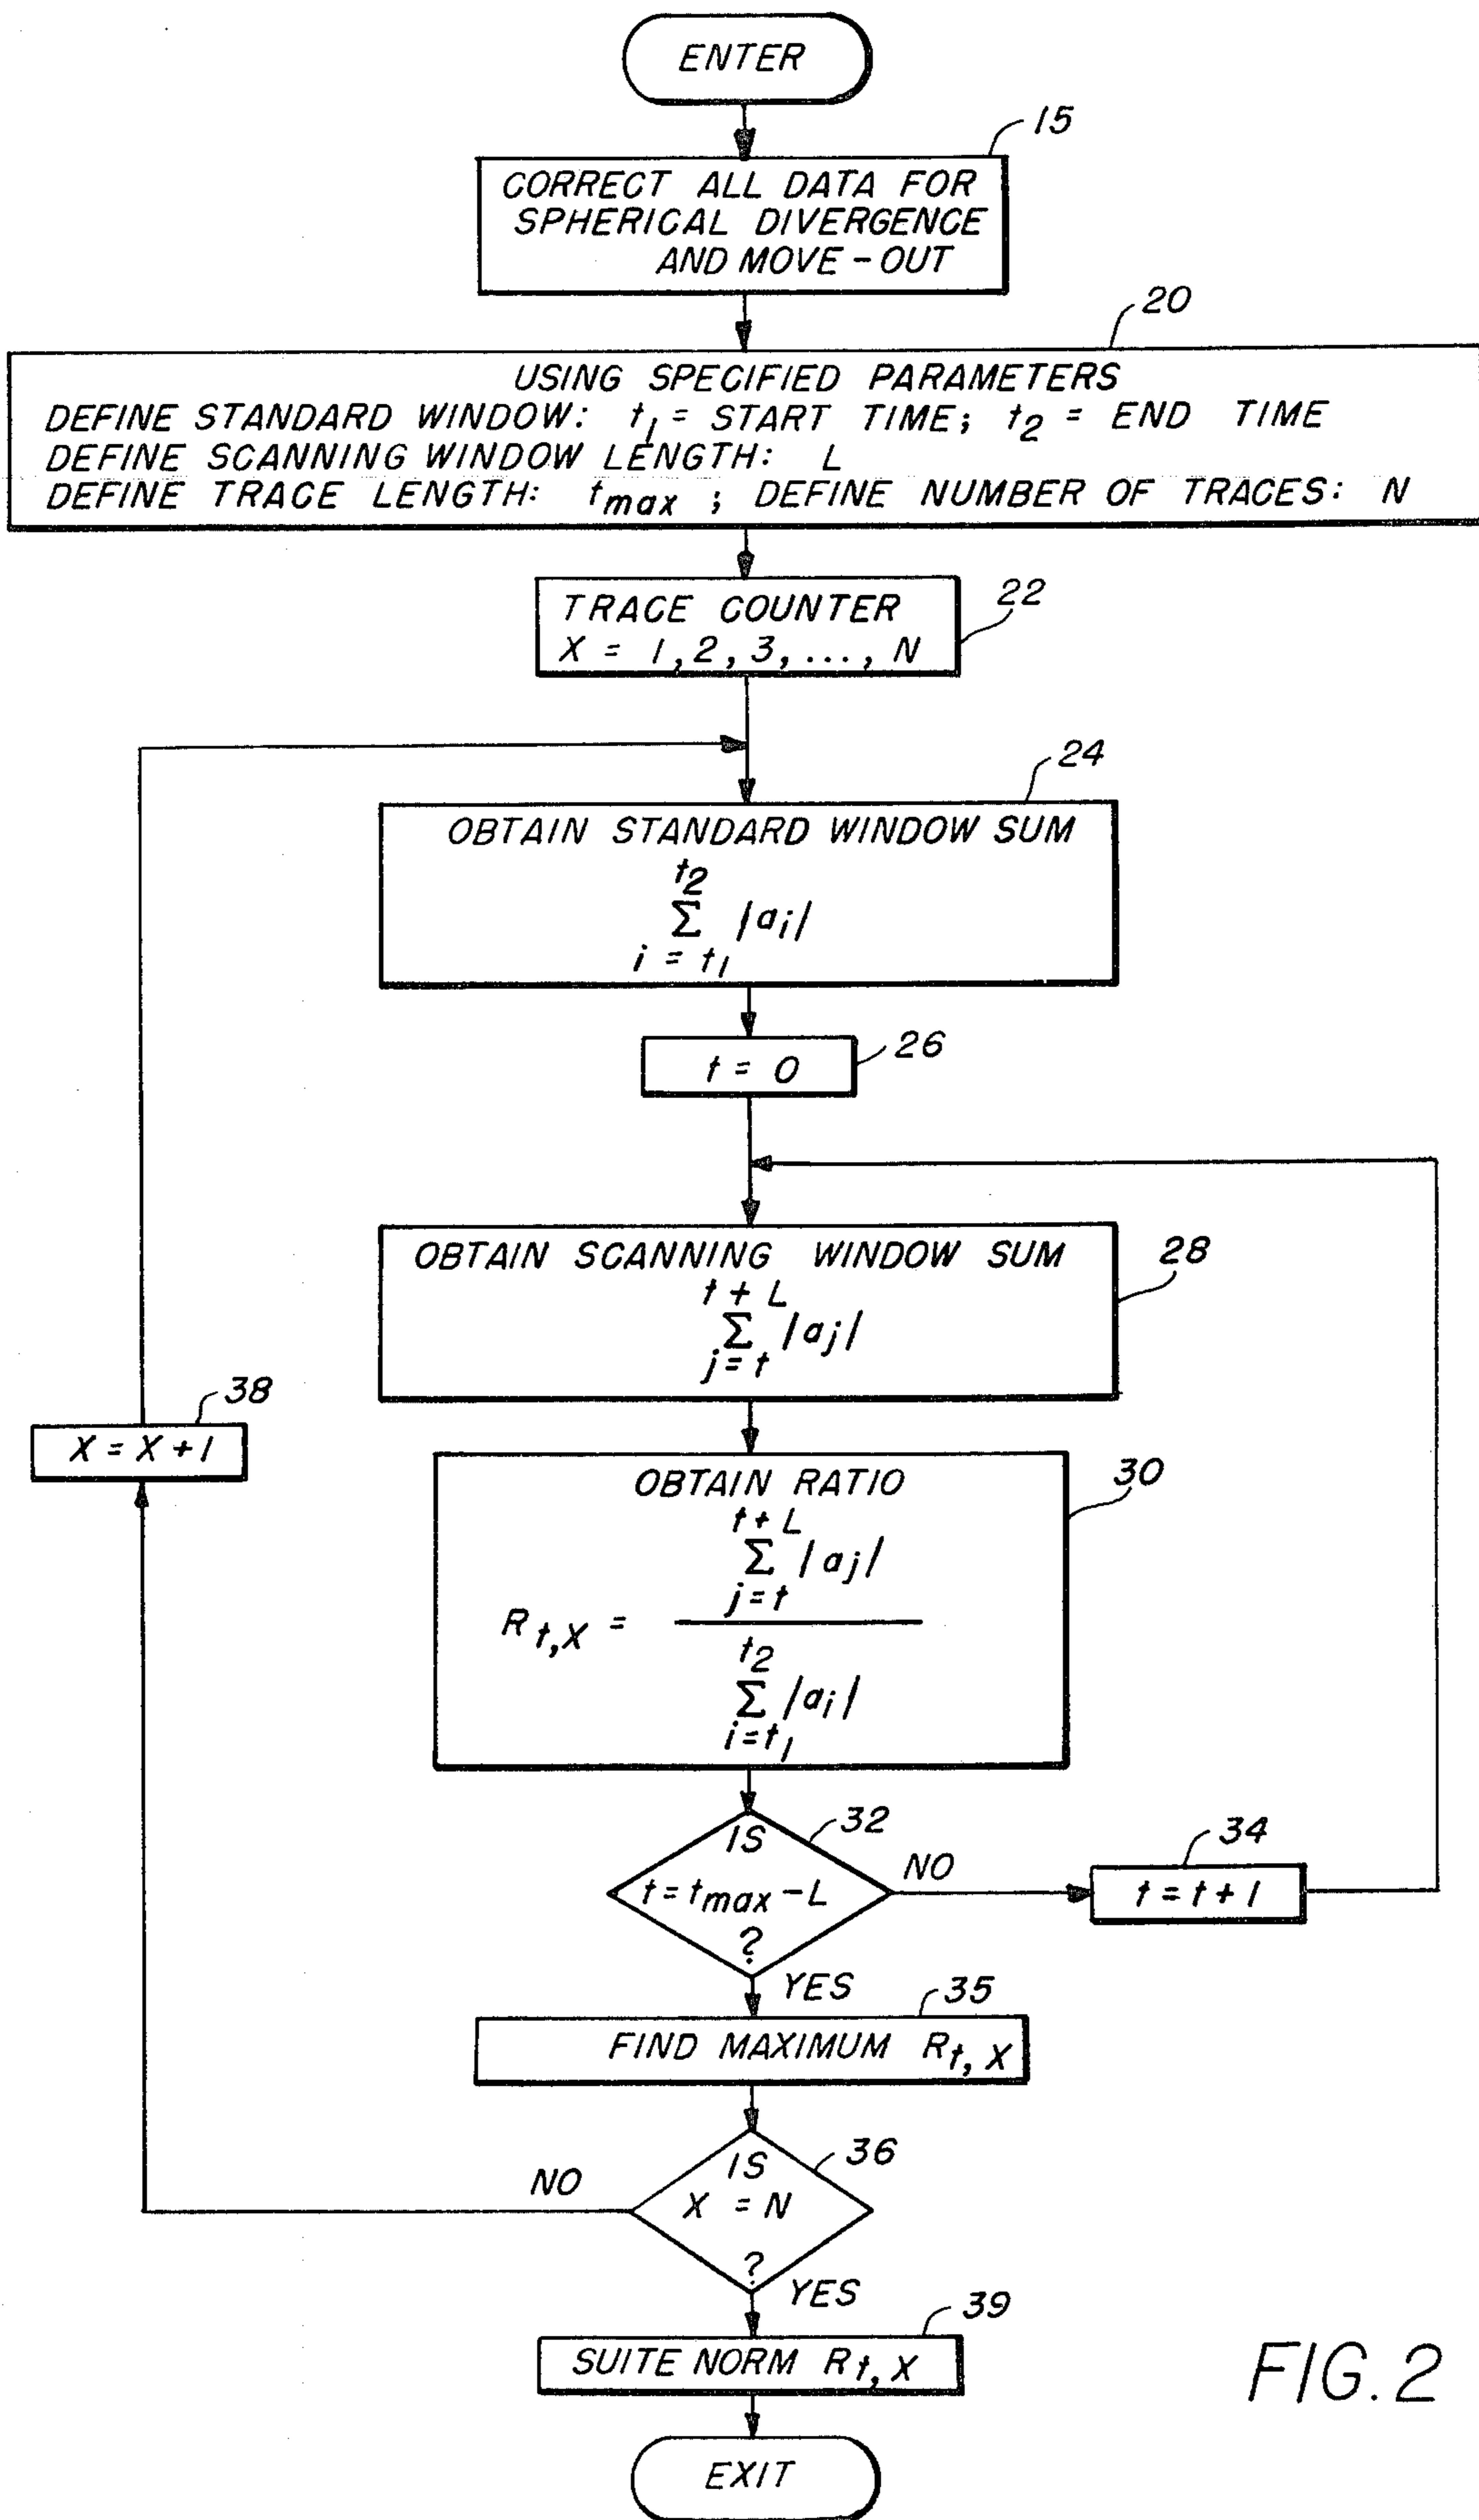 ENTER
15
CORRECT ALL DATA FOR
SPHERICAL DIVERGENCE
AND MOVE-OUT
20
USING SPECIFIED PARAMETERS
DEFINE STANDARD WINDOW: t1 = START TIME; t2 = END TIME
DEFINE SCANNING WINDOW LENGTH: L
DEFINE TRACE LENGTH: tmax ; DEFINE NUMBER OF TRACES: N
TRACE COUNTER
22
X = 1, 2, 3, ..., N
24
OBTAIN STANDARD WINDOW SUM
t2
Σ |ai|
i = t1
26
t = 0
OBTAIN SCANNING WINDOW SUM
28
t + L
Σ |aj|
j = t
38
X = X + 1
OBTAIN RATIO
30
t + L
Σ |aj|
j = t
Rt,X =
t2
Σ |ai|
i = t1
32
IS
t = tmax - L
?
NO
34
t = t + 1
YES
35
FIND MAXIMUM Rt, X
36
IS
X = N
?
NO
YES
39
SUITE NORM Rt, X
EXIT
FIG. 2